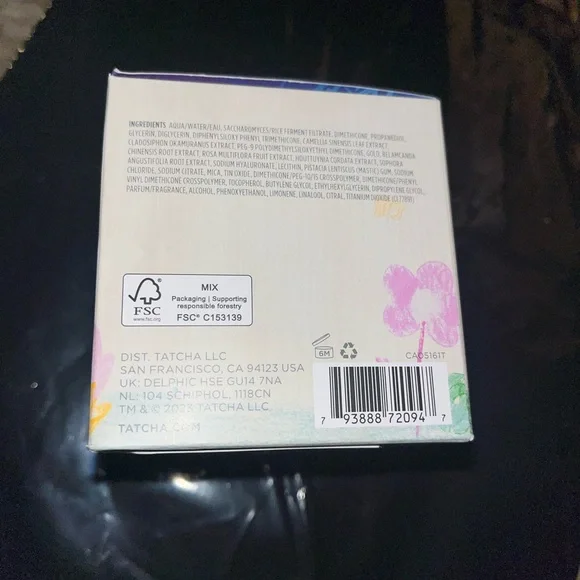 INGREDIENTS AQUA/WATER/EAU, SACCHAROMYCES/RICE FERMENT FILTRATE, DIMETHICONE, PROPANEDIOL,
GLYCERIN, DIGLYCERIN, DIPHENYLSILOXY PHENYL TRIMETHICONE, CAMELLIA SINENSIS LEAF EXTRACT,
CLADOSIPHON OKAMURANUS EXTRACT, PEG-9 POLYDIMETHYLSILOXYETHYL DIMETHICONE, GOLD, BELAMCANDA
CHINENSIS ROOT EXTRACT, ROSA MULTIFLORA FRUIT EXTRACT, HOUTTUYNIA CORDATA EXTRACT, SOPHORA
ANGUSTIFOLIA ROOT EXTRACT, SODIUM HYALURONATE, LECITHIN, PISTACIA LENTISCUS (MASTIC) GUM, SODIUM
CHLORIDE, SODIUM CITRATE, MICA, TIN OXIDE, DIMETHICONE/PEG-10/15 CROSSPOLYMER, DIMETHICONE/PHENYL
VINYL DIMETHICONE CROSSPOLYMER, TOCOPHEROL, BUTYLENE GLYCOL, ETHYLHEXYLGLYCERIN, DIPROPYLENE GLYCOL,
PARFUM/FRAGRANCE, ALCOHOL, PHENOXYETHANOL, LIMONENE, LINALOOL, CITRAL, TITANIUM DIOXIDE (CI 77891)
FSC
www.fsc.org
MIX
Packaging | Supporting
responsible forestry
FSC® C153139
DIST. TATCHA LLC
SAN FRANCISCO, CA 94123 USA
UK: DELPHIC HSE GU14 7NA
NL: 104 SCHIPHOL, 1118CN
TM & © 2023 TATCHA LLC
TATCHA.COM
6M
CA05161T
7 93888 72094 7